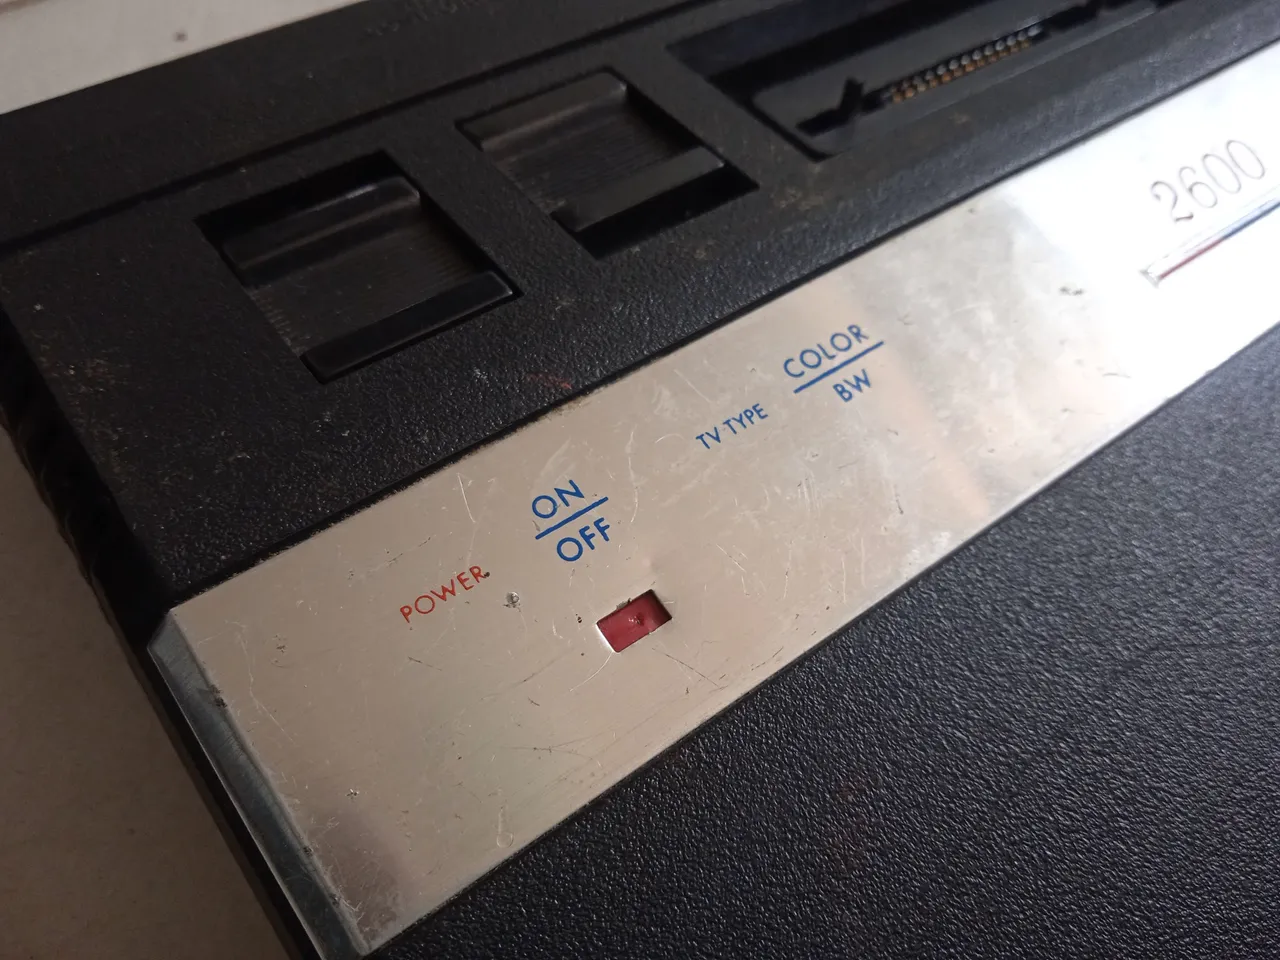 POWER
ON
OFF
TV TYPE
COLOR
BW
2600